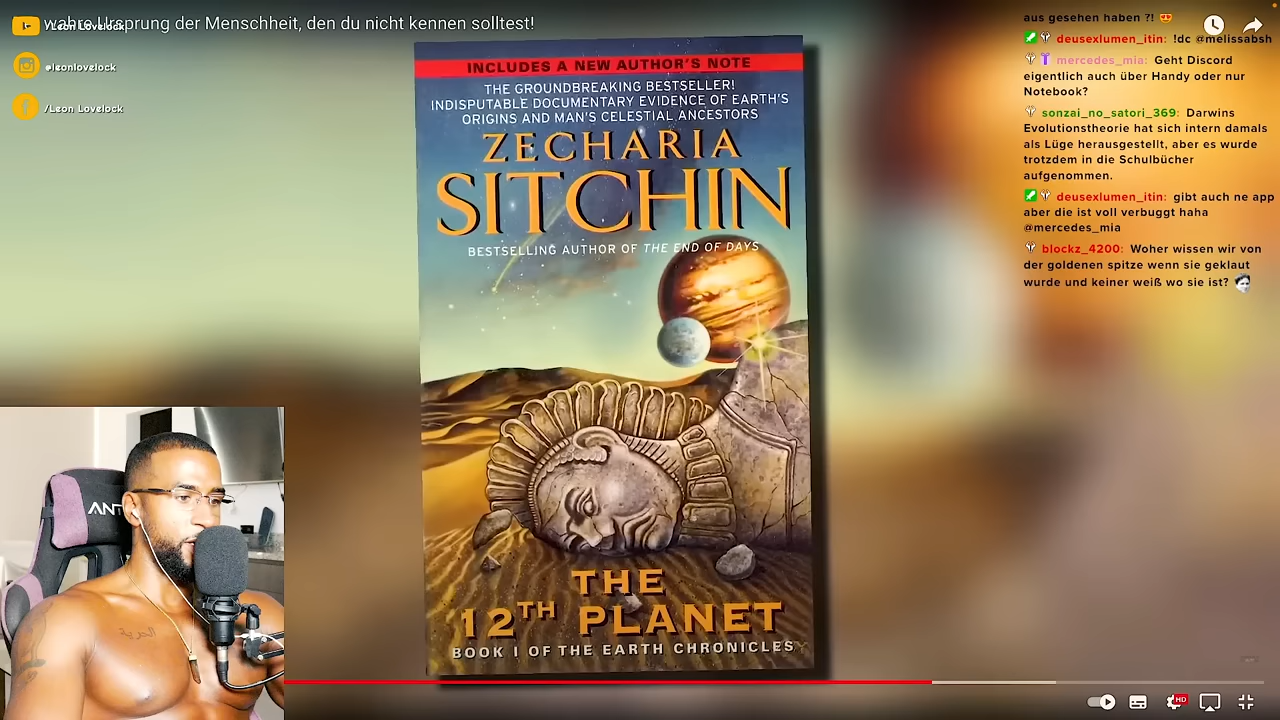 wahre Ursprung der Menschheit, den du nicht kennen solltest!
/Leon Lovelock
@leonlovelock
/Leon Lovelock
INCLUDES A NEW AUTHOR'S NOTE
THE GROUNDBREAKING BESTSELLER!
INDISPUTABLE DOCUMENTARY EVIDENCE OF EARTH'S
ORIGINS AND MAN'S CELESTIAL ANCESTORS
ZECHARIA
SITCHIN
BESTSELLING AUTHOR OF THE END OF DAYS
THE
12TH PLANET
BOOK I OF THE EARTH CHRONICLES
aus gesehen haben ?!
deusexlumen_itin: !dc @melissabsh
mercedes_mia: Geht Discord
eigentlich auch über Handy oder nur
Notebook?
sonzai_no_satori_369: Darwins
Evolutionstheorie hat sich intern damals
als Lüge herausgestellt, aber es wurde
trotzdem in die Schulbücher
aufgenommen.
deusexlumen_itin: gibt auch ne app
aber die ist voll verbuggt haha
@mercedes_mia
blockz_4200: Woher wissen wir von
der goldenen spitze wenn sie geklaut
wurde und keiner weiß wo sie ist?
ANT
الحرية
HD